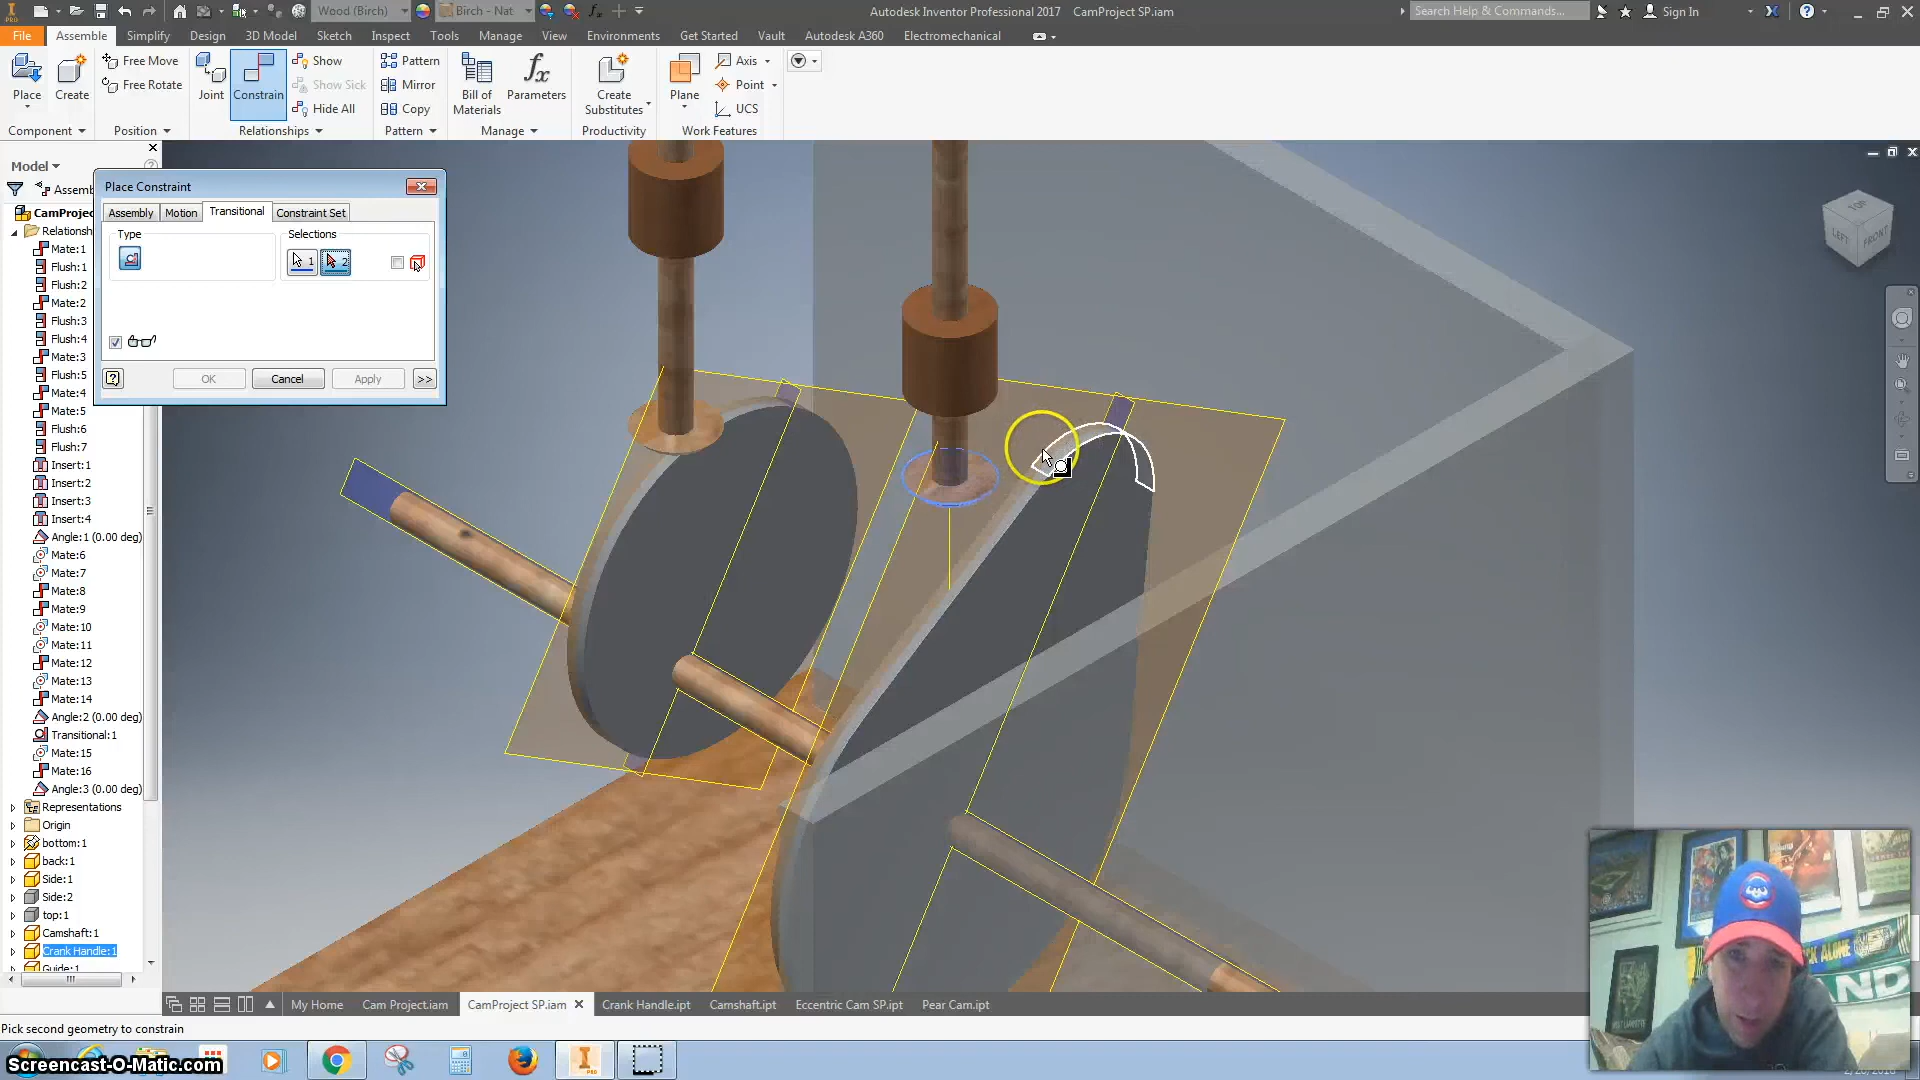 Wood (Birch)
Birch - Nat
Autodesk Inventor Professional 2017 CamProject SP.iam
Search Help & Commands...
Sign In
File Assemble Simplify Design 3D Model Sketch Inspect Tools Manage View Environments Get Started Vault Autodesk A360 Electromechanical
Place
Create
Free Move
Free Rotate
Joint
Constrain
Show
Show Sick
Hide All
Pattern
Mirror
Copy
Bill of Materials
Parameters
Create Substitutes
Plane
Axis
Point
UCS
Component Position Relationships Pattern Manage Productivity Work Features
Model
Assemb
CamProjec
Relationsh
Mate:1
Flush:1
Flush:2
Mate:2
Flush:3
Flush:4
Mate:3
Flush:5
Mate:4
Mate:5
Flush:6
Flush:7
Insert:1
Insert:2
Insert:3
Insert:4
Angle:1 (0.00 deg)
Mate:6
Mate:7
Mate:8
Mate:9
Mate:10
Mate:11
Mate:12
Mate:13
Mate:14
Angle:2 (0.00 deg)
Transitional:1
Mate:15
Mate:16
Angle:3 (0.00 deg)
Representations
Origin
bottom:1
back:1
Side:1
Side:2
top:1
Camshaft:1
Crank Handle:1
Guide:1
Place Constraint
Assembly Motion Transitional Constraint Set
Type
Selections
1 2
OK Cancel Apply >>
TOP
LEFT
FRONT
My Home Cam Project.iam CamProject SP.iam Crank Handle.ipt Camshaft.ipt Eccentric Cam SP.ipt Pear Cam.ipt
Pick second geometry to constrain
Screencast-O-Matic.com